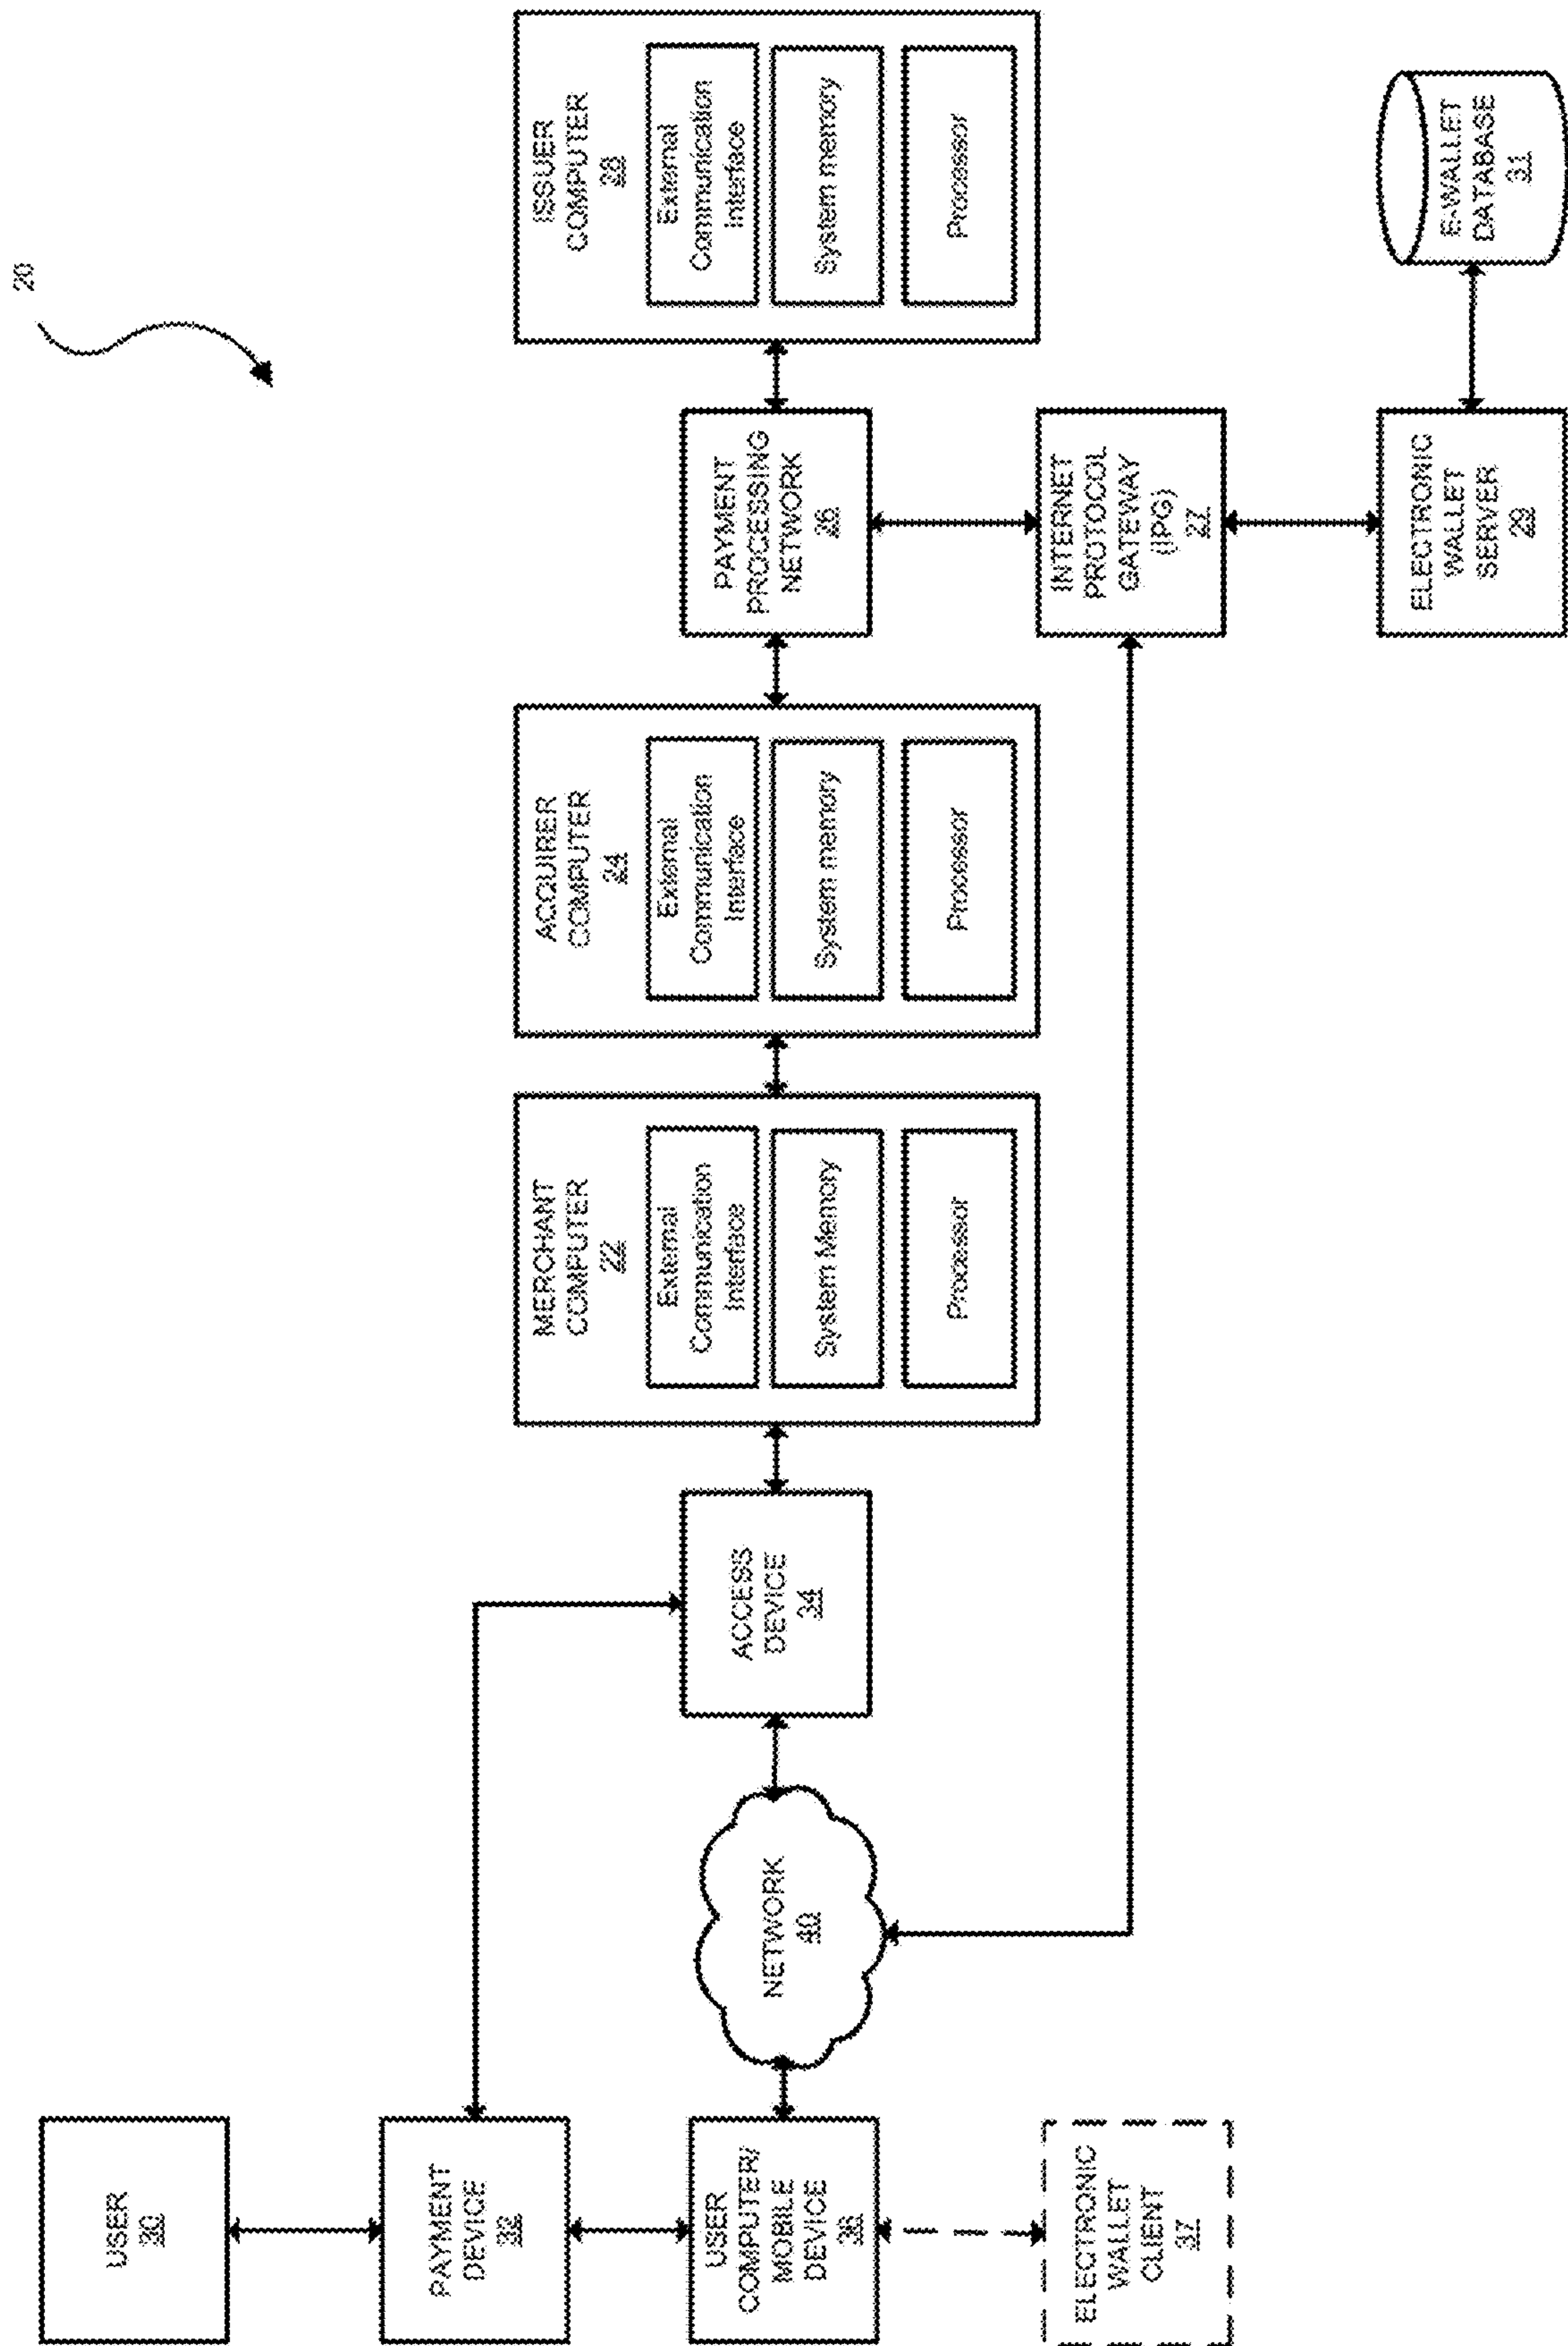 20
USER
30
PAYMENT
DEVICE
32
USER
COMPUTER/
MOBILE
DEVICE
36
ELECTRONIC
WALLET
CLIENT
37
NETWORK
40
ACCESS
DEVICE
34
MERCHANT
COMPUTER
22
External
Communication
Interface
System Memory
Processor
ACQUIRER
COMPUTER
24
External
Communication
Interface
System memory
Processor
PAYMENT
PROCESSING
NETWORK
26
INTERNET
PROTOCOL
GATEWAY
(IPG)
27
ELECTRONIC
WALLET
SERVER
29
ISSUER
COMPUTER
28
External
Communication
Interface
System memory
Processor
E-WALLET
DATABASE
31